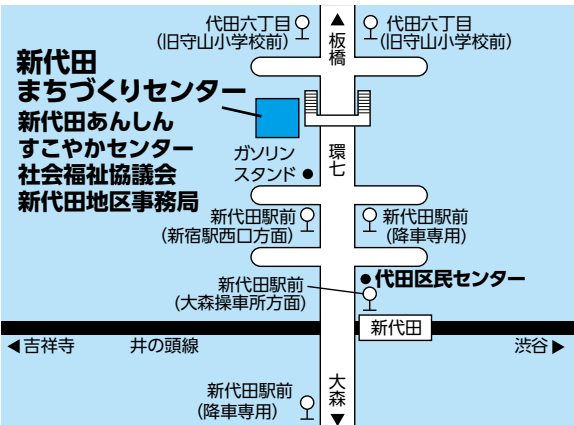 代田六丁目
(旧守山小学校前)
▲
板橋
代田六丁目
(旧守山小学校前)
新代田
まちづくりセンター
新代田あんしん
すこやかセンター
社会福祉協議会
新代田地区事務局
ガソリン
スタンド
環七
新代田駅前
(新宿駅西口方面)
新代田駅前
(降車専用)
代田区民センター
新代田駅前
(大森操車所方面)
新代田
◀吉祥寺
井の頭線
渋谷▶
新代田駅前
(降車専用)
大森
▼